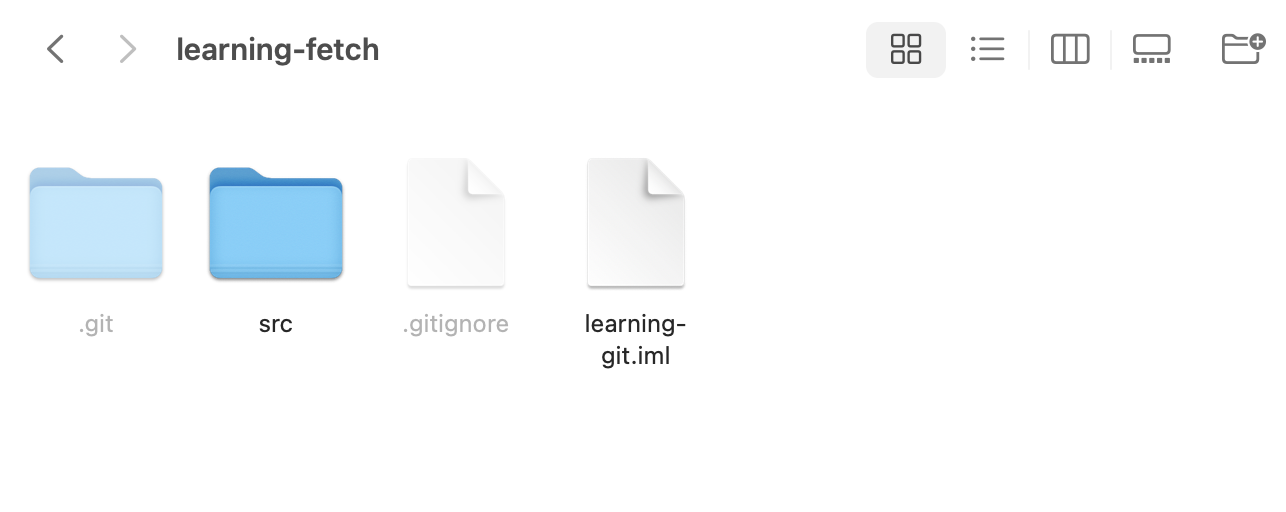 learning-fetch
.git
src
.gitignore
learning-
git.iml